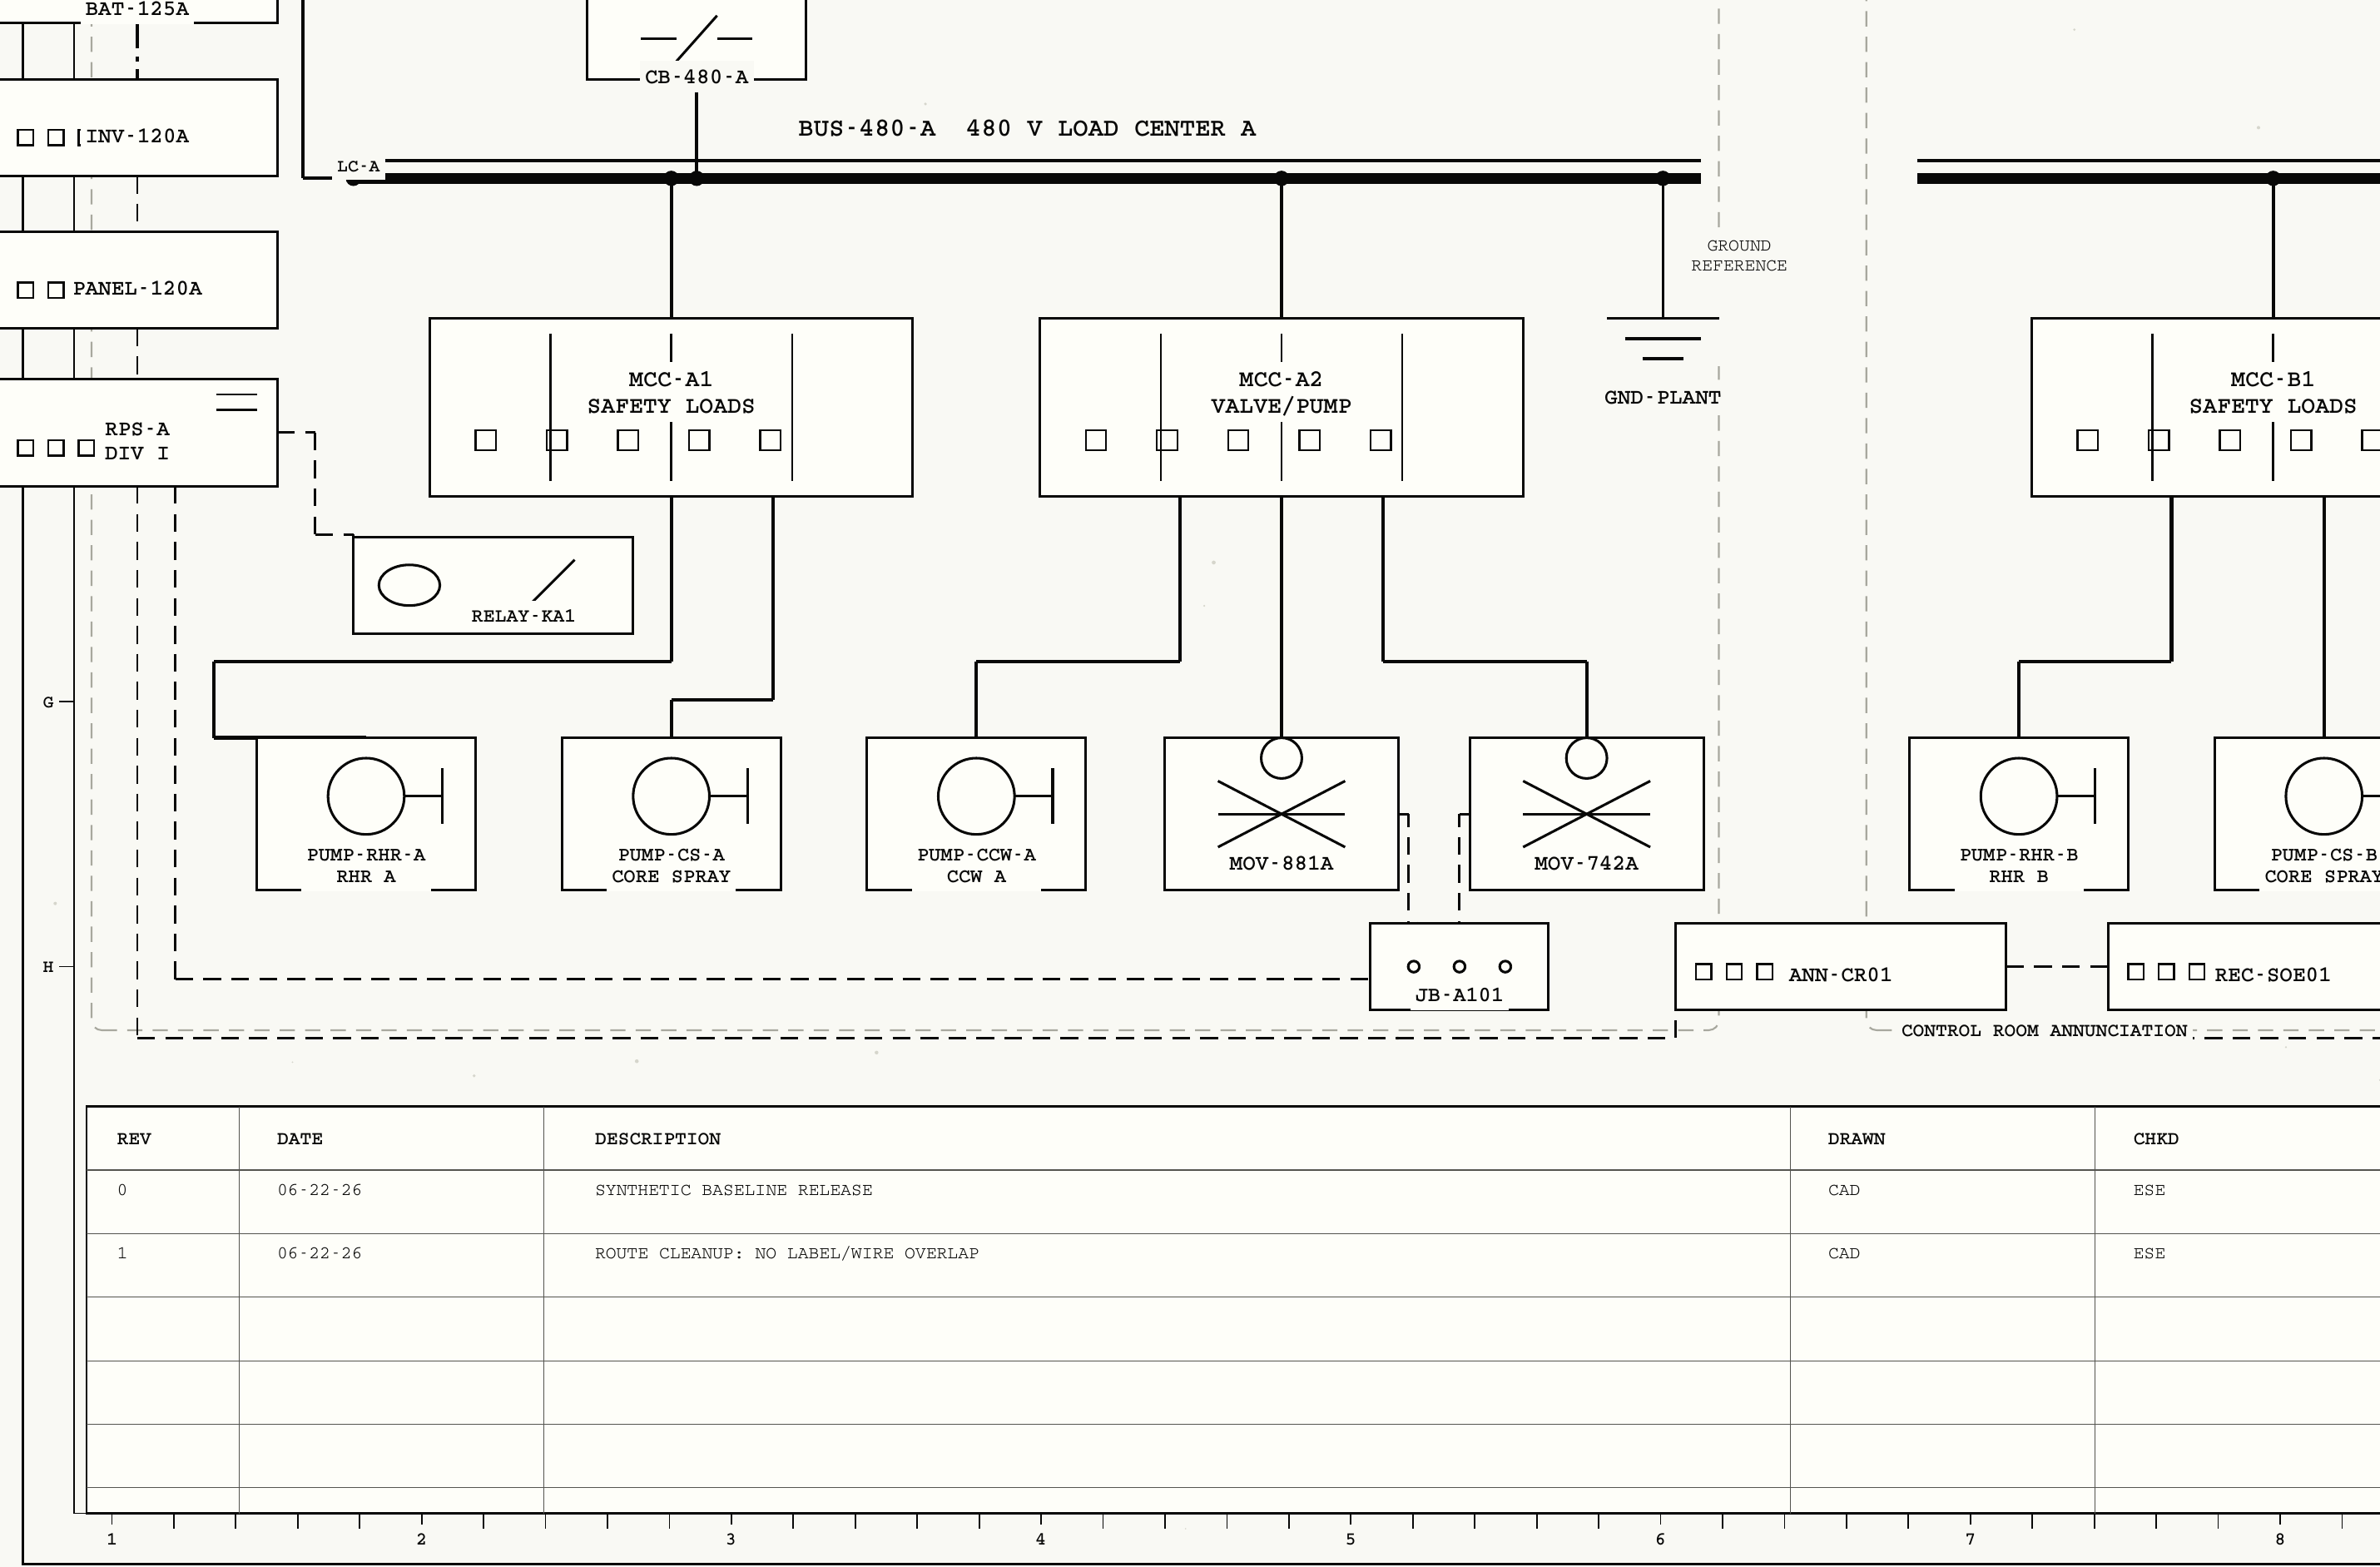 BAT-125A
CB-480-A
INV-120A
BUS-480-A  480 V LOAD CENTER A
LC-A
GROUND
REFERENCE
PANEL-120A
MCC-A1
SAFETY LOADS
MCC-A2
VALVE/PUMP
GND-PLANT
MCC-B1
SAFETY LOADS
RPS-A
DIV I
RELAY-KA1
G
PUMP-RHR-A
RHR A
PUMP-CS-A
CORE SPRAY
PUMP-CCW-A
CCW A
MOV-881A
MOV-742A
PUMP-RHR-B
RHR B
PUMP-CS-B
CORE SPRAY
H
JB-A101
ANN-CR01
REC-SOE01
CONTROL ROOM ANNUNCIATION
REV DATE DESCRIPTION DRAWN CHKD
0 06-22-26 SYNTHETIC BASELINE RELEASE CAD ESE
1 06-22-26 ROUTE CLEANUP: NO LABEL/WIRE OVERLAP CAD ESE
1 2 3 4 5 6 7 8